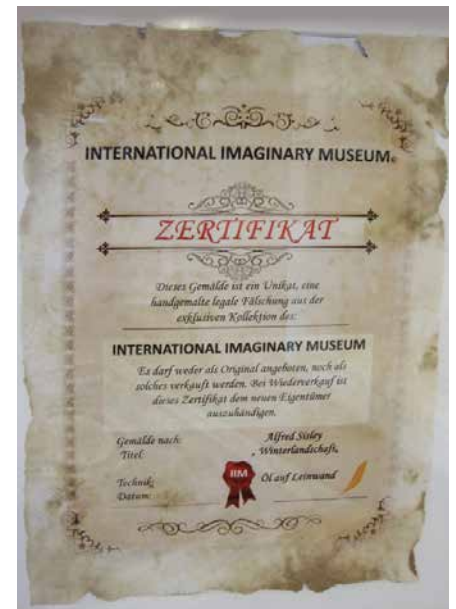 INTERNATIONAL IMAGINARY MUSEUM
ZERTIFIKAT
Dieses Gemälde ist ein Unikat, eine
handgemalte legale Fälschung aus der
exklusiven Kollektion des:
INTERNATIONAL IMAGINARY MUSEUM
Es darf weder als Original angeboten, noch als
solches verkauft werden. Bei Wiederverkauf ist
dieses Zertifikat dem neuen Eigentümer
auszuhändigen.
Gemälde nach: Alfred Sisley
Titel: „Winterlandschaft“
IIM
Technik: Öl auf Leinwand
Datum: